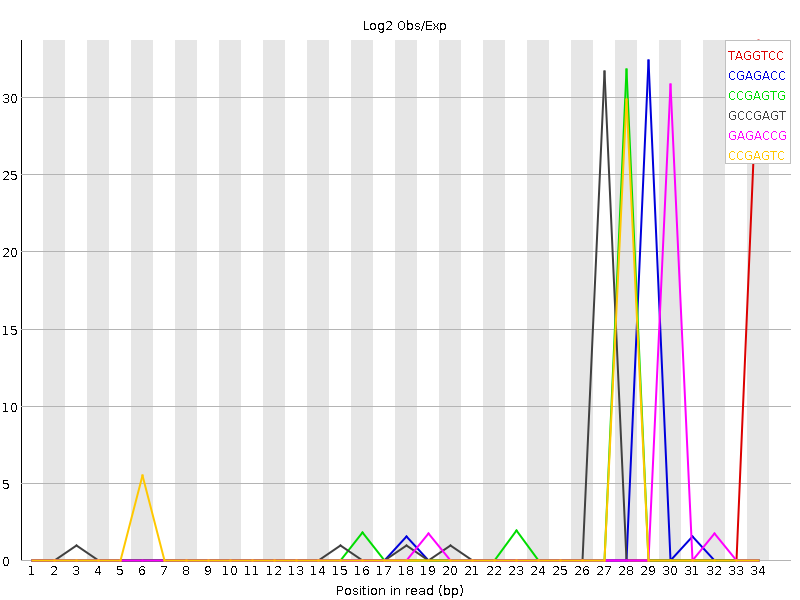 Log2 Obs/Exp
TAGGTCC
CGAGACC
CCGAGTG
GCCGAGT
GAGACCG
CCGAGTC
30
25
20
15
10
5
0
1 2 3 4 5 6 7 8 9 10 11 12 13 14 15 16 17 18 19 20 21 22 23 24 25 26 27 28 29 30 31 32 33 34
Position in read (bp)